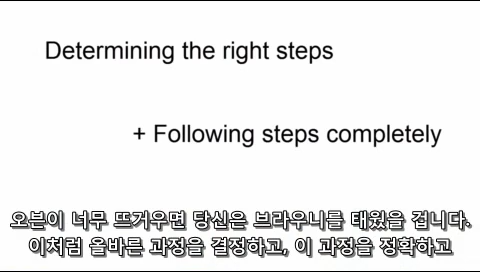 Determining the right steps
+ Following steps completely
오븐이 너무 뜨거우면 당신은 브라우니를 태웠을 겁니다.
이처럼 올바른 과정을 결정하고, 이 과정을 정확하고